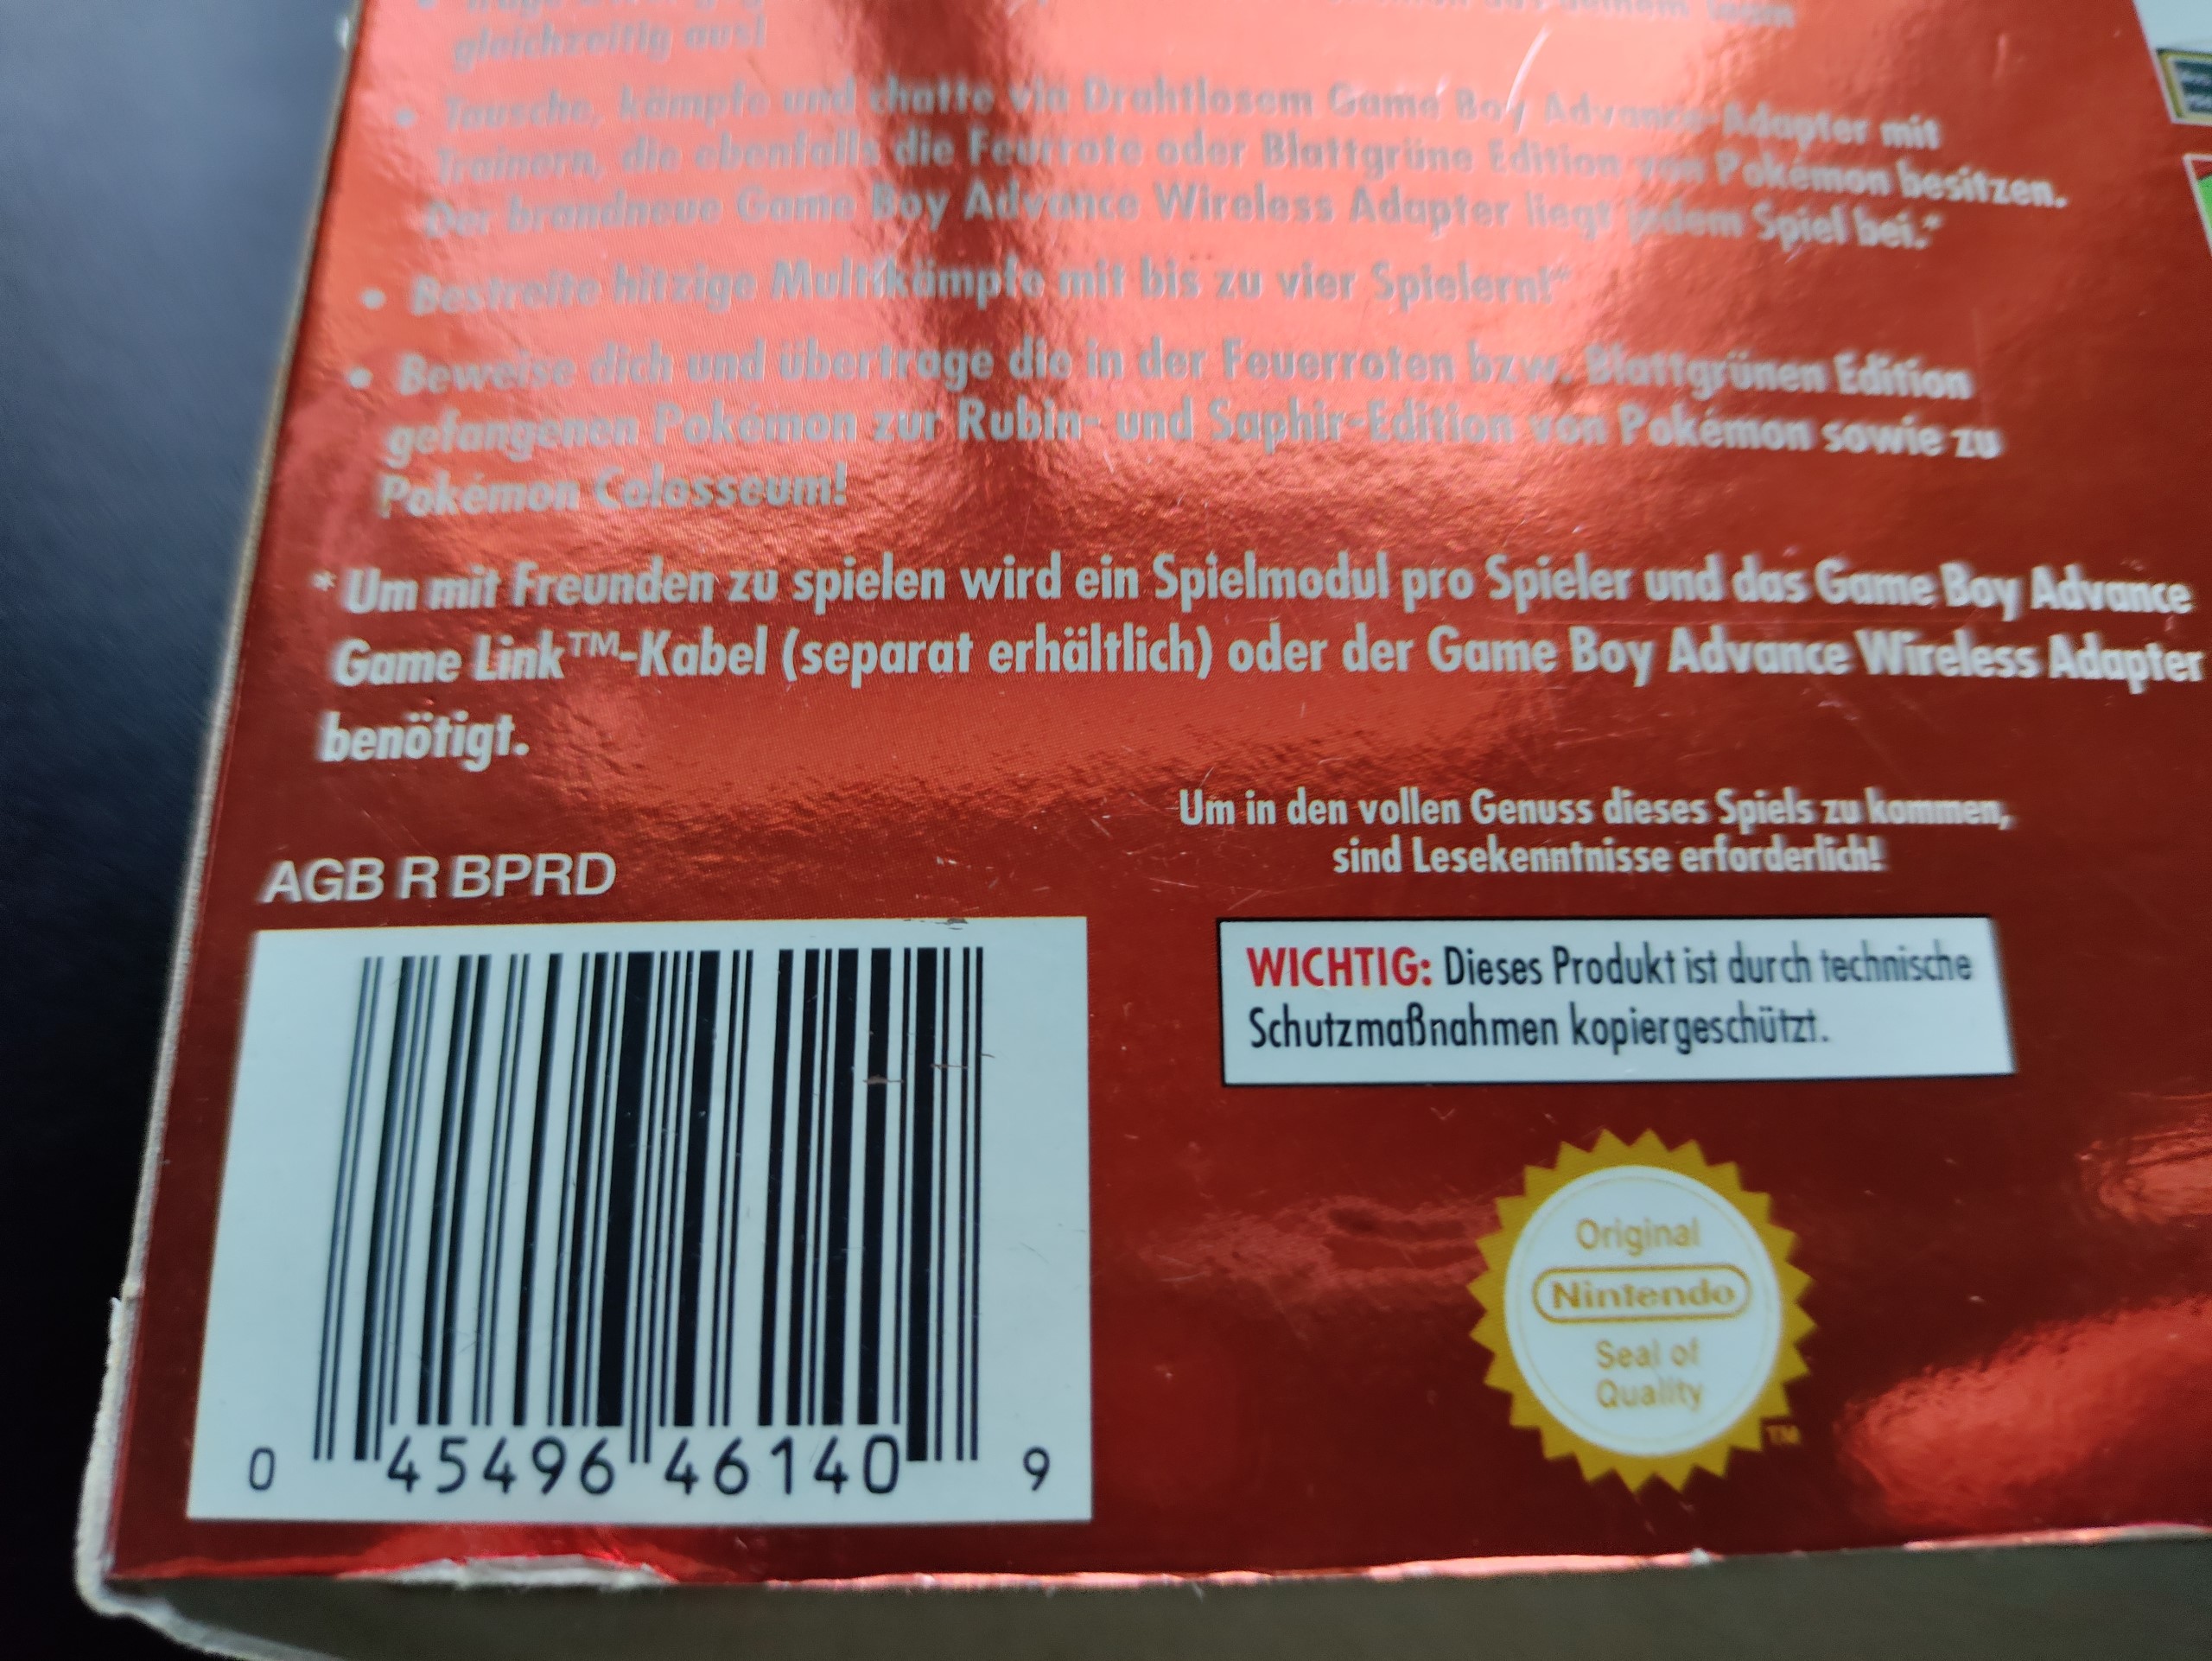 gleichzeitig aus!
• Tausche, kämpfe und chatte via Drahtlosem Game Boy Advance-Adapter mit
Trainern, die ebenfalls die Feurrote oder Blattgrüne Edition von Pokémon besitzen.
Der brandneue Game Boy Advance Wireless Adapter liegt jedem Spiel bei.*
• Bestreite hitzige Multikämpfe mit bis zu vier Spielern!*
• Beweise dich und übertrage die in der Feuerroten bzw. Blattgrünen Edition
gefangenen Pokémon zur Rubin- und Saphir-Edition von Pokémon sowie zu
Pokémon Colosseum!
* Um mit Freunden zu spielen wird ein Spielmodul pro Spieler und das Game Boy Advance
Game Link™-Kabel (separat erhältlich) oder der Game Boy Advance Wireless Adapter
benötigt.
Um in den vollen Genuss dieses Spiels zu kommen,
sind Lesekenntnisse erforderlich!
AGB R BPRD
WICHTIG: Dieses Produkt ist durch technische
Schutzmaßnahmen kopiergeschützt.
Original
Nintendo
Seal of
Quality
TM
0 45496 46140 9